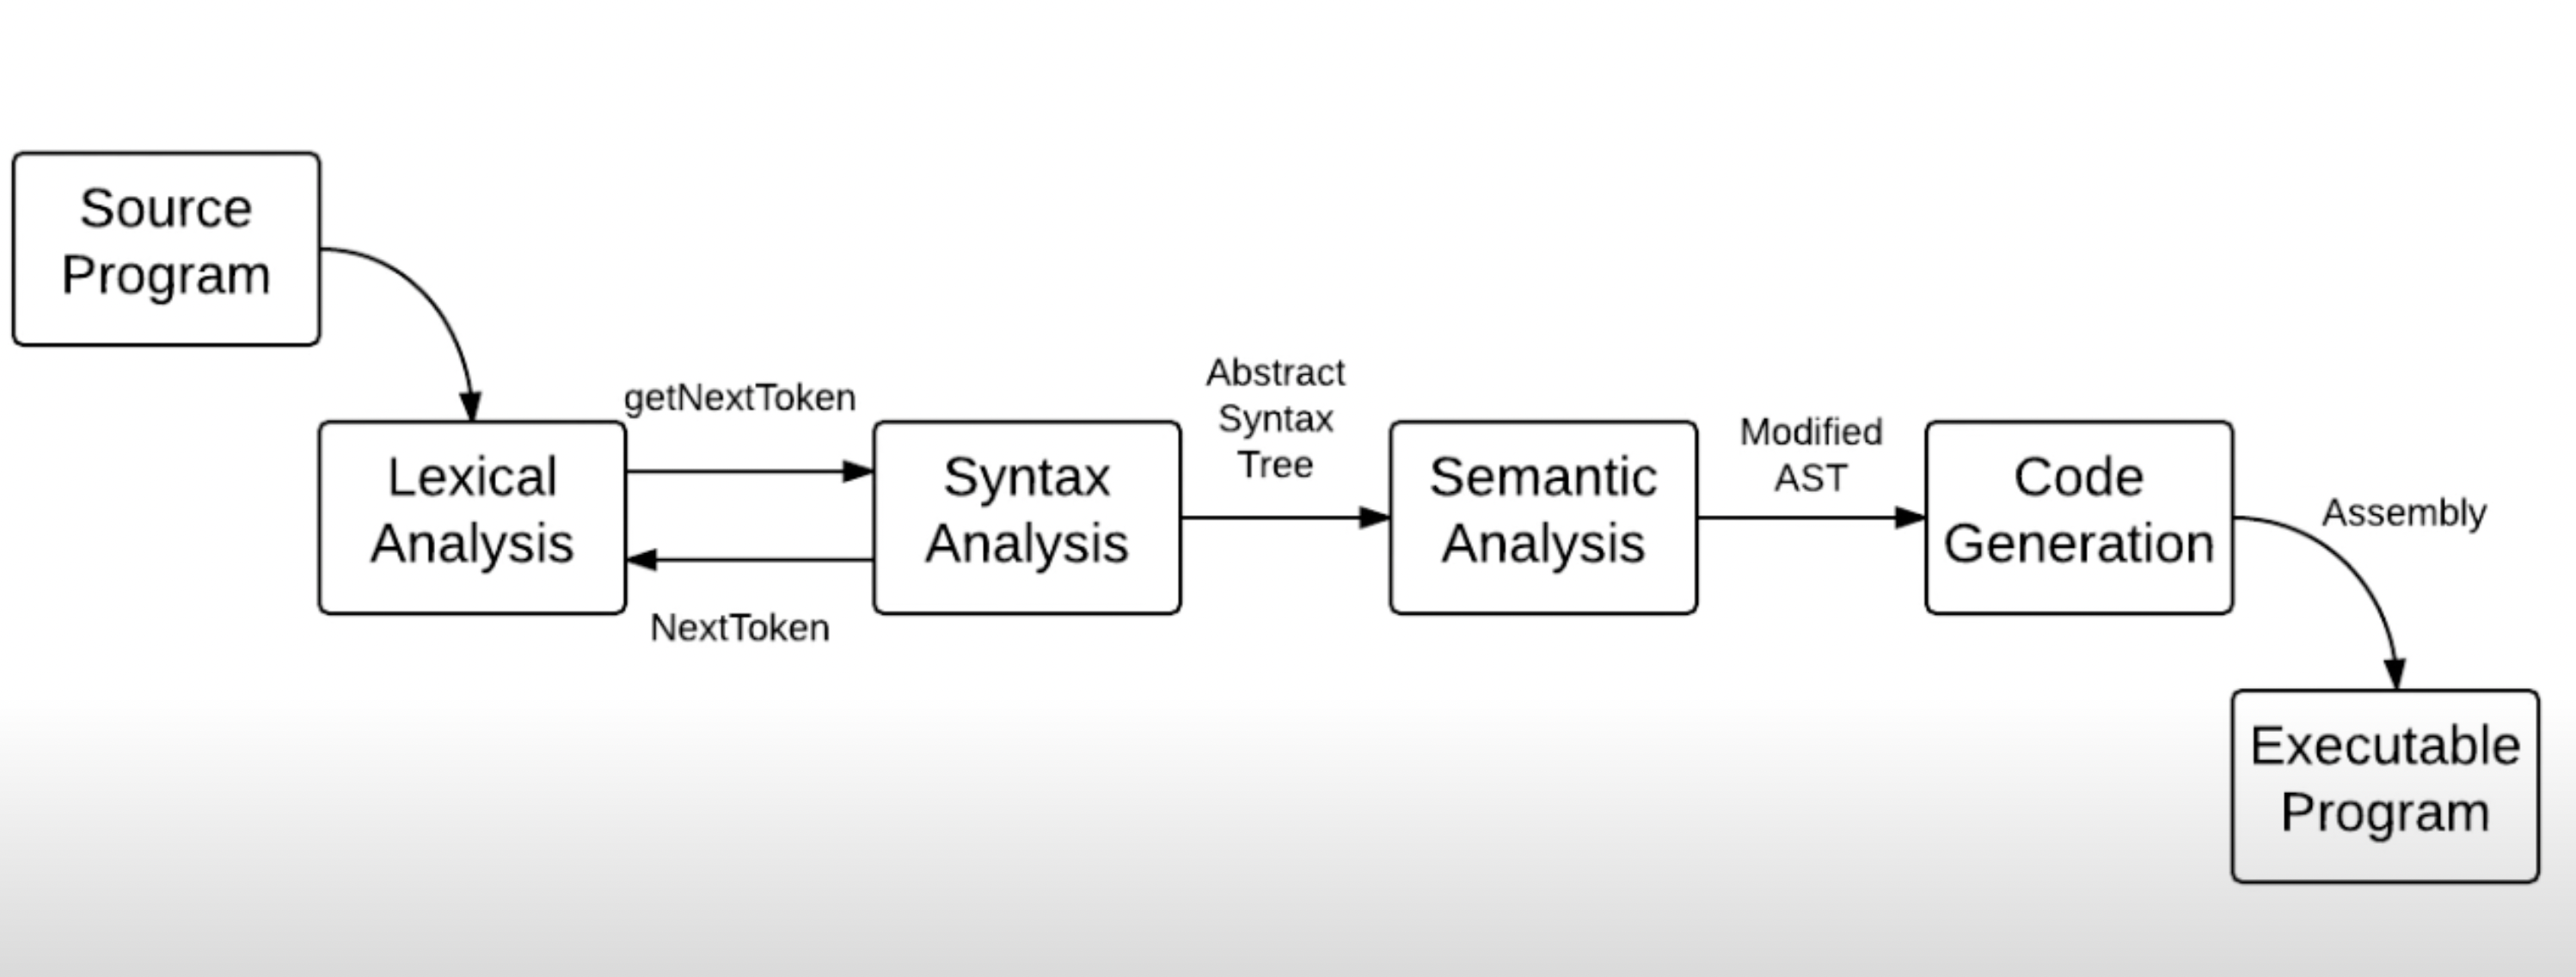 Source
Program
Lexical
Analysis
getNextToken
NextToken
Syntax
Analysis
Abstract
Syntax
Tree
Semantic
Analysis
Modified
AST
Code
Generation
Assembly
Executable
Program